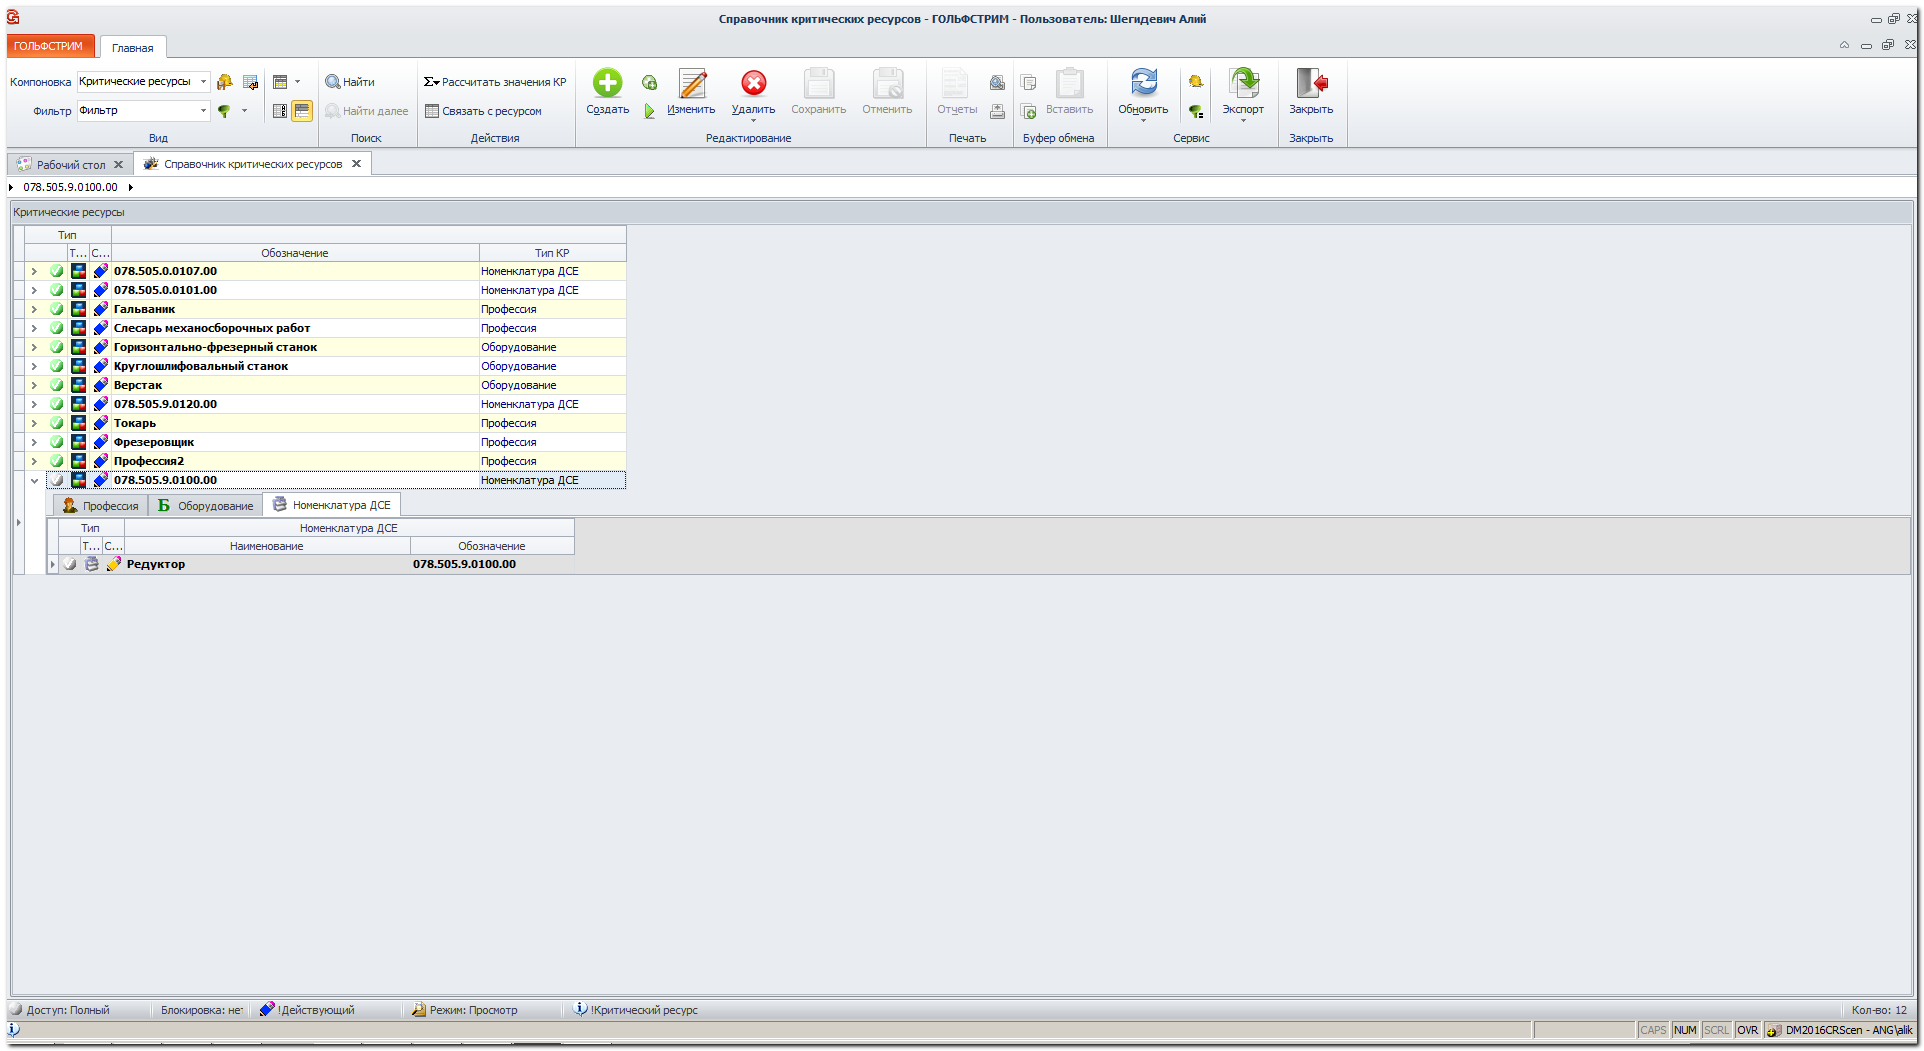 Справочник критических ресурсов - ГОЛЬФСТРИМ - Пользователь: Шегидевич Алий
ГОЛЬФСТРИМ Главная
Компоновка Критические ресурсы Найти Рассчитать значения КР
Фильтр Фильтр Найти далее Связать с ресурсом
Создать Изменить Удалить Сохранить Отменить Отчеты Вставить Обновить Экспорт Закрыть
Вид Поиск Действия Редактирование Печать Буфер обмена Сервис Закрыть
Рабочий стол Справочник критических ресурсов
078.505.9.0100.00
Критические ресурсы
Тип
Т... С... Обозначение Тип КР
078.505.0.0107.00 Номенклатура ДСЕ
078.505.0.0101.00 Номенклатура ДСЕ
Гальваник Профессия
Слесарь механосборочных работ Профессия
Горизонтально-фрезерный станок Оборудование
Круглошлифовальный станок Оборудование
Верстак Оборудование
078.505.9.0120.00 Номенклатура ДСЕ
Токарь Профессия
Фрезеровщик Профессия
Профессия2 Профессия
078.505.9.0100.00 Номенклатура ДСЕ
Профессия Б Оборудование Номенклатура ДСЕ
Тип Номенклатура ДСЕ
Т... С... Наименование Обозначение
Редуктор 078.505.9.0100.00
Доступ: Полный Блокировка: нет !Действующий Режим: Просмотр !Критический ресурс Кол-во: 12
CAPS NUM SCRL OVR DM2016CRScen - ANG\alik